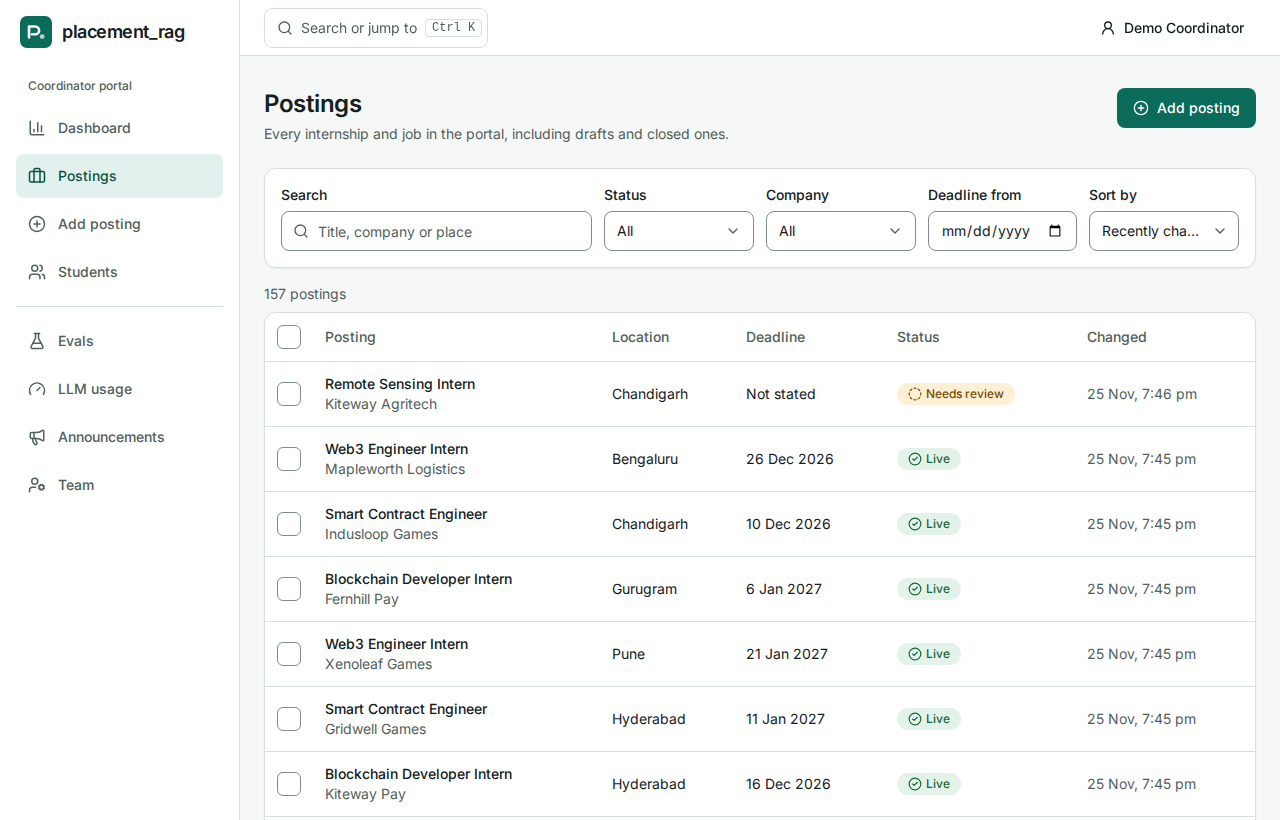 placement_rag
Search or jump to Ctrl K
Demo Coordinator
Coordinator portal
Dashboard
Postings
Add posting
Students
Evals
LLM usage
Announcements
Team
Postings
Every internship and job in the portal, including drafts and closed ones.
Add posting
Search Status Company Deadline from Sort by
Title, company or place All All mm/dd/yyyy Recently cha...
157 postings
Posting Location Deadline Status Changed
Remote Sensing Intern
Kiteway Agritech
Chandigarh Not stated Needs review 25 Nov, 7:46 pm
Web3 Engineer Intern
Mapleworth Logistics
Bengaluru 26 Dec 2026 Live 25 Nov, 7:45 pm
Smart Contract Engineer
Indusloop Games
Chandigarh 10 Dec 2026 Live 25 Nov, 7:45 pm
Blockchain Developer Intern
Fernhill Pay
Gurugram 6 Jan 2027 Live 25 Nov, 7:45 pm
Web3 Engineer Intern
Xenoleaf Games
Pune 21 Jan 2027 Live 25 Nov, 7:45 pm
Smart Contract Engineer
Gridwell Games
Hyderabad 11 Jan 2027 Live 25 Nov, 7:45 pm
Blockchain Developer Intern
Kiteway Pay
Hyderabad 16 Dec 2026 Live 25 Nov, 7:45 pm